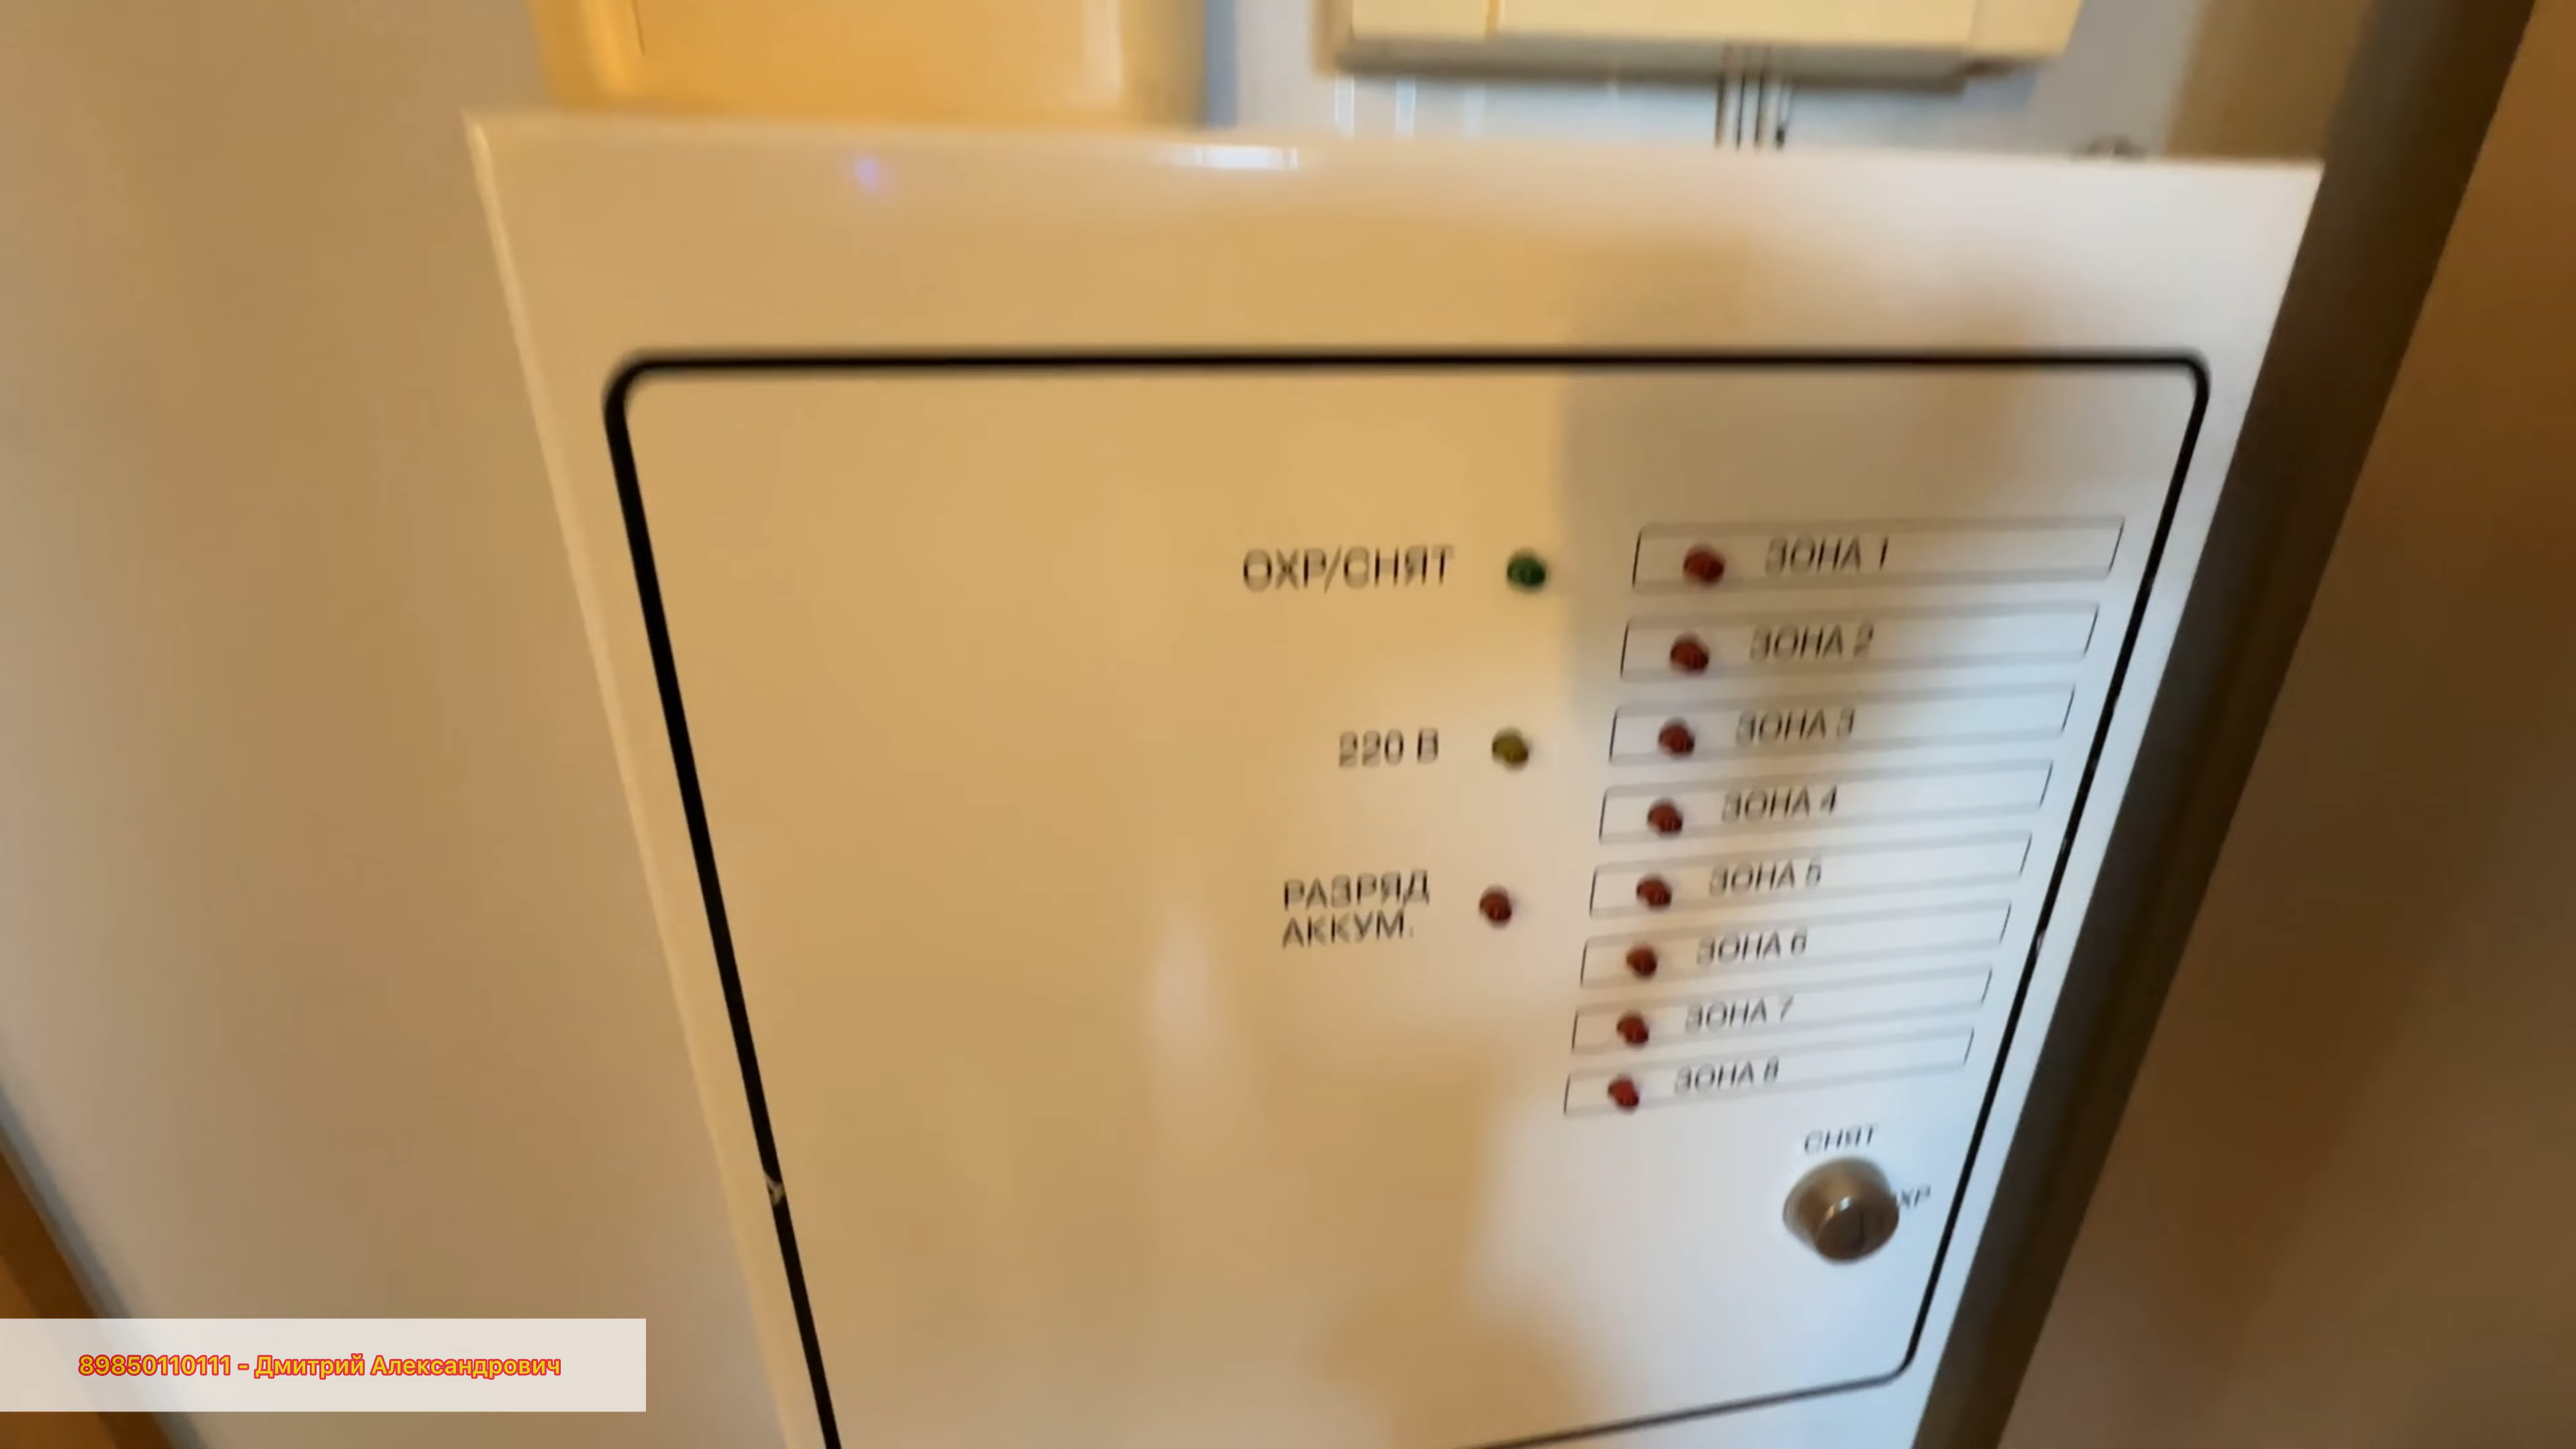 ОХР/СНЯТ
220 В
РАЗРЯД
АККУМ.
ЗОНА 1
ЗОНА 2
ЗОНА 3
ЗОНА 4
ЗОНА 5
ЗОНА 6
ЗОНА 7
ЗОНА 8
СНЯТ
ХР
89850110111 - Дмитрий Александрович